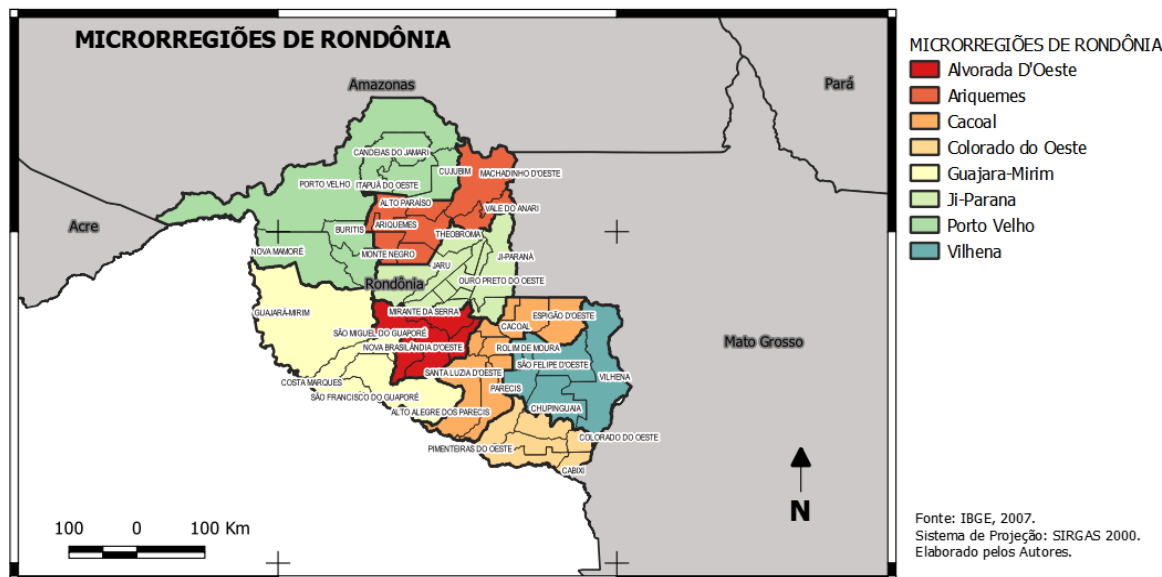 MICRORREGIÕES DE RONDÔNIA
Amazonas
Pará
Acre
Rondônia
Mato Grosso
CANDEIAS DO JAMARI
CUJUBIM
MACHADINHO D'OESTE
PORTO VELHO
ITAPUÃ DO OESTE
ALTO PARAÍSO
VALE DO ANARI
ARIQUEMES
BURITIS
THEOBROMA
NOVA MAMORÉ
MONTE NEGRO
JI-PARANÁ
JARU
OURO PRETO DO OESTE
GUAJARÁ-MIRIM
MIRANTE DA SERRA
ESPIGÃO D'OESTE
CACOAL
SÃO MIGUEL DO GUAPORÉ
NOVA BRASILÂNDIA D'OESTE
ROLIM DE MOURA
SÃO FELIPE D'OESTE
SANTA LUZIA D'OESTE
VILHENA
COSTA MARQUES
PARECIS
SÃO FRANCISCO DO GUAPORÉ
ALTO ALEGRE DOS PARECIS
CHUPINGUAIA
COLORADO DO OESTE
PIMENTEIRAS DO OESTE
CABIXI
100 0 100 Km
N
MICRORREGIÕES DE RONDÔNIA
Alvorada D'Oeste
Ariquemes
Cacoal
Colorado do Oeste
Guajara-Mirim
Ji-Parana
Porto Velho
Vilhena
Fonte: IBGE, 2007.
Sistema de Projeção: SIRGAS 2000.
Elaborado pelos Autores.